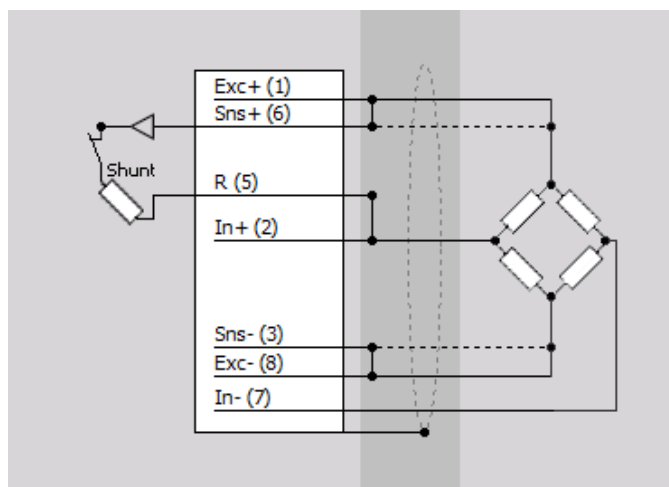 Exc+ (1)
Sns+ (6)
Shunt
R (5)
In+ (2)
Sns- (3)
Exc- (8)
In- (7)